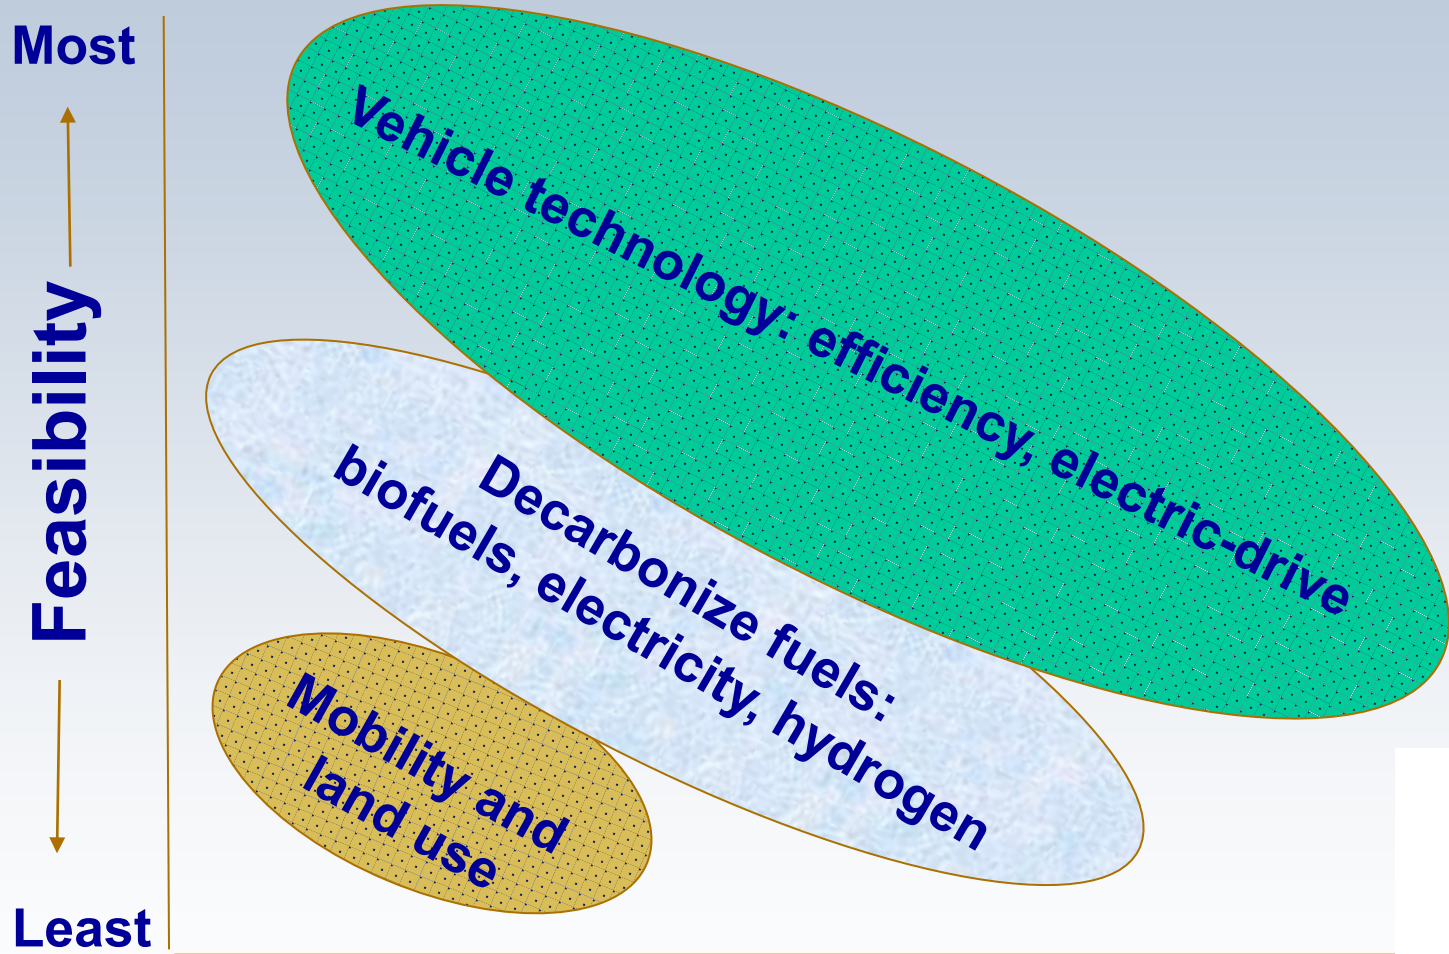 Most
Feasibility
Least
Vehicle technology: efficiency, electric-drive
Decarbonize fuels:
biofuels, electricity, hydrogen
Mobility and
land use